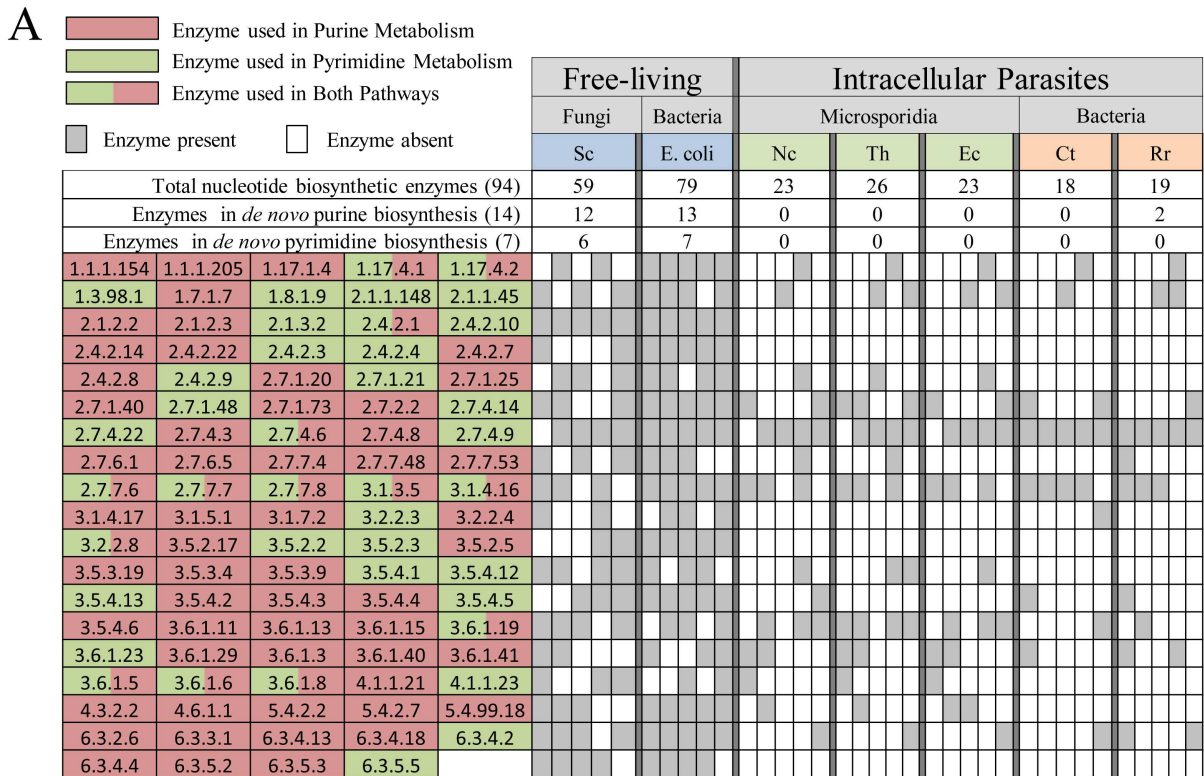 A
Enzyme used in Purine Metabolism
Enzyme used in Pyrimidine Metabolism
Enzyme used in Both Pathways
Enzyme present Enzyme absent
Free-living Intracellular Parasites
Fungi Bacteria Microsporidia Bacteria
Sc E. coli Nc Th Ec Ct Rr
Total nucleotide biosynthetic enzymes (94) 59 79 23 26 23 18 19
Enzymes in de novo purine biosynthesis (14) 12 13 0 0 0 0 2
Enzymes in de novo pyrimidine biosynthesis (7) 6 7 0 0 0 0 0
1.1.1.154 1.1.1.205 1.17.1.4 1.17.4.1 1.17.4.2
1.3.98.1 1.7.1.7 1.8.1.9 2.1.1.148 2.1.1.45
2.1.2.2 2.1.2.3 2.1.3.2 2.4.2.1 2.4.2.10
2.4.2.14 2.4.2.22 2.4.2.3 2.4.2.4 2.4.2.7
2.4.2.8 2.4.2.9 2.7.1.20 2.7.1.21 2.7.1.25
2.7.1.40 2.7.1.48 2.7.1.73 2.7.2.2 2.7.4.14
2.7.4.22 2.7.4.3 2.7.4.6 2.7.4.8 2.7.4.9
2.7.6.1 2.7.6.5 2.7.7.4 2.7.7.48 2.7.7.53
2.7.7.6 2.7.7.7 2.7.7.8 3.1.3.5 3.1.4.16
3.1.4.17 3.1.5.1 3.1.7.2 3.2.2.3 3.2.2.4
3.2.2.8 3.5.2.17 3.5.2.2 3.5.2.3 3.5.2.5
3.5.3.19 3.5.3.4 3.5.3.9 3.5.4.1 3.5.4.12
3.5.4.13 3.5.4.2 3.5.4.3 3.5.4.4 3.5.4.5
3.5.4.6 3.6.1.11 3.6.1.13 3.6.1.15 3.6.1.19
3.6.1.23 3.6.1.29 3.6.1.3 3.6.1.40 3.6.1.41
3.6.1.5 3.6.1.6 3.6.1.8 4.1.1.21 4.1.1.23
4.3.2.2 4.6.1.1 5.4.2.2 5.4.2.7 5.4.99.18
6.3.2.6 6.3.3.1 6.3.4.13 6.3.4.18 6.3.4.2
6.3.4.4 6.3.5.2 6.3.5.3 6.3.5.5